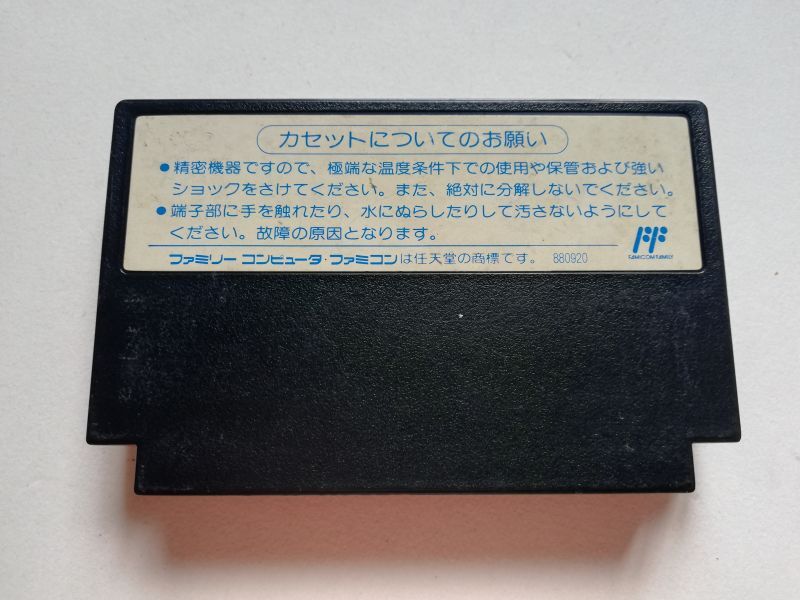 カセットについてのお願い
●精密機器ですので、極端な温度条件下での使用や保管および強い
ショックをさけてください。また、絶対に分解しないでください。
●端子部に手を触れたり、水にぬらしたりして汚さないようにして
ください。故障の原因となります。
FAMICOM FAMILY
ファミリー コンピュータ・ファミコンは任天堂の商標です。 880920